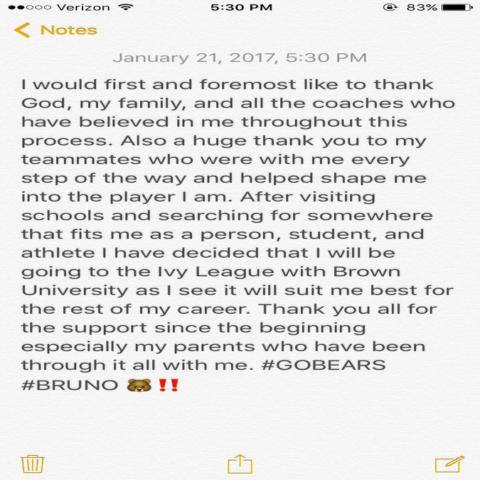 Verizon 5:30 PM 83%
Notes
January 21, 2017, 5:30 PM
I would first and foremost like to thank
God, my family, and all the coaches who
have believed in me throughout this
process. Also a huge thank you to my
teammates who were with me every
step of the way and helped shape me
into the player I am. After visiting
schools and searching for somewhere
that fits me as a person, student, and
athlete I have decided that I will be
going to the Ivy League with Brown
University as I see it will suit me best for
the rest of my career. Thank you all for
the support since the beginning
especially my parents who have been
through it all with me. #GOBEARS
#BRUNO 🐻‼️